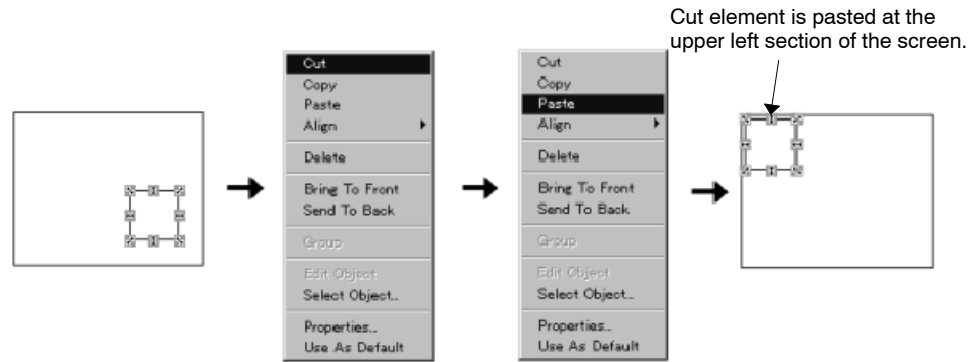 Cut element is pasted at the
upper left section of the screen.
Cut
Copy
Paste
Align
Delete
Bring To Front
Send To Back
Group
Edit Object
Select Object...
Properties...
Use As Default
Cut
Copy
Paste
Align
Delete
Bring To Front
Send To Back
Group
Edit Object
Select Object...
Properties...
Use As Default